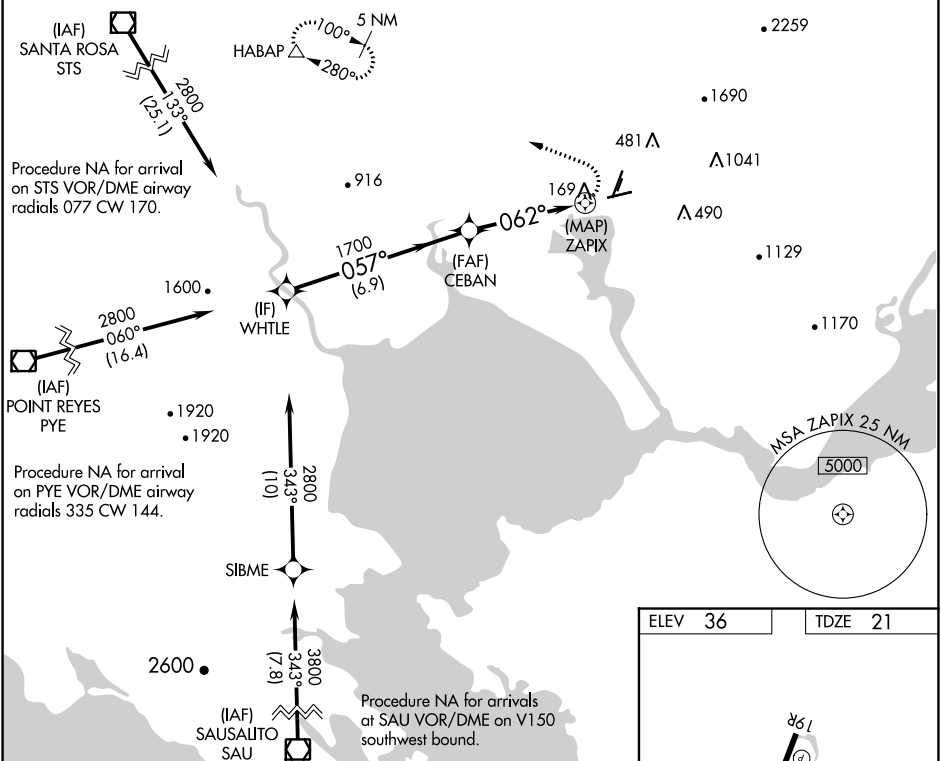 (IAF)
SANTA ROSA
STS
2800
133°
(25.1)
HABAP
100°
5 NM
280°
2259
1690
481
1041
169
490
916
Procedure NA for arrival
on STS VOR/DME airway
radials 077 CW 170.
062°
(MAP)
ZAPIX
1700
057°
(6.9)
(FAF)
CEBAN
1129
1600
(IF)
WHTLE
2800
060°
(16.4)
1170
(IAF)
POINT REYES
PYE
1920
1920
MSA ZAPIX 25 NM
5000
Procedure NA for arrival
on PYE VOR/DME airway
radials 335 CW 144.
2800
343°
(10)
SIBME
ELEV 36
TDZE 21
3800
343°
(7.8)
2600
Procedure NA for arrivals
at SAU VOR/DME on V150
southwest bound.
(IAF)
SAUSALITO
SAU
19R
P